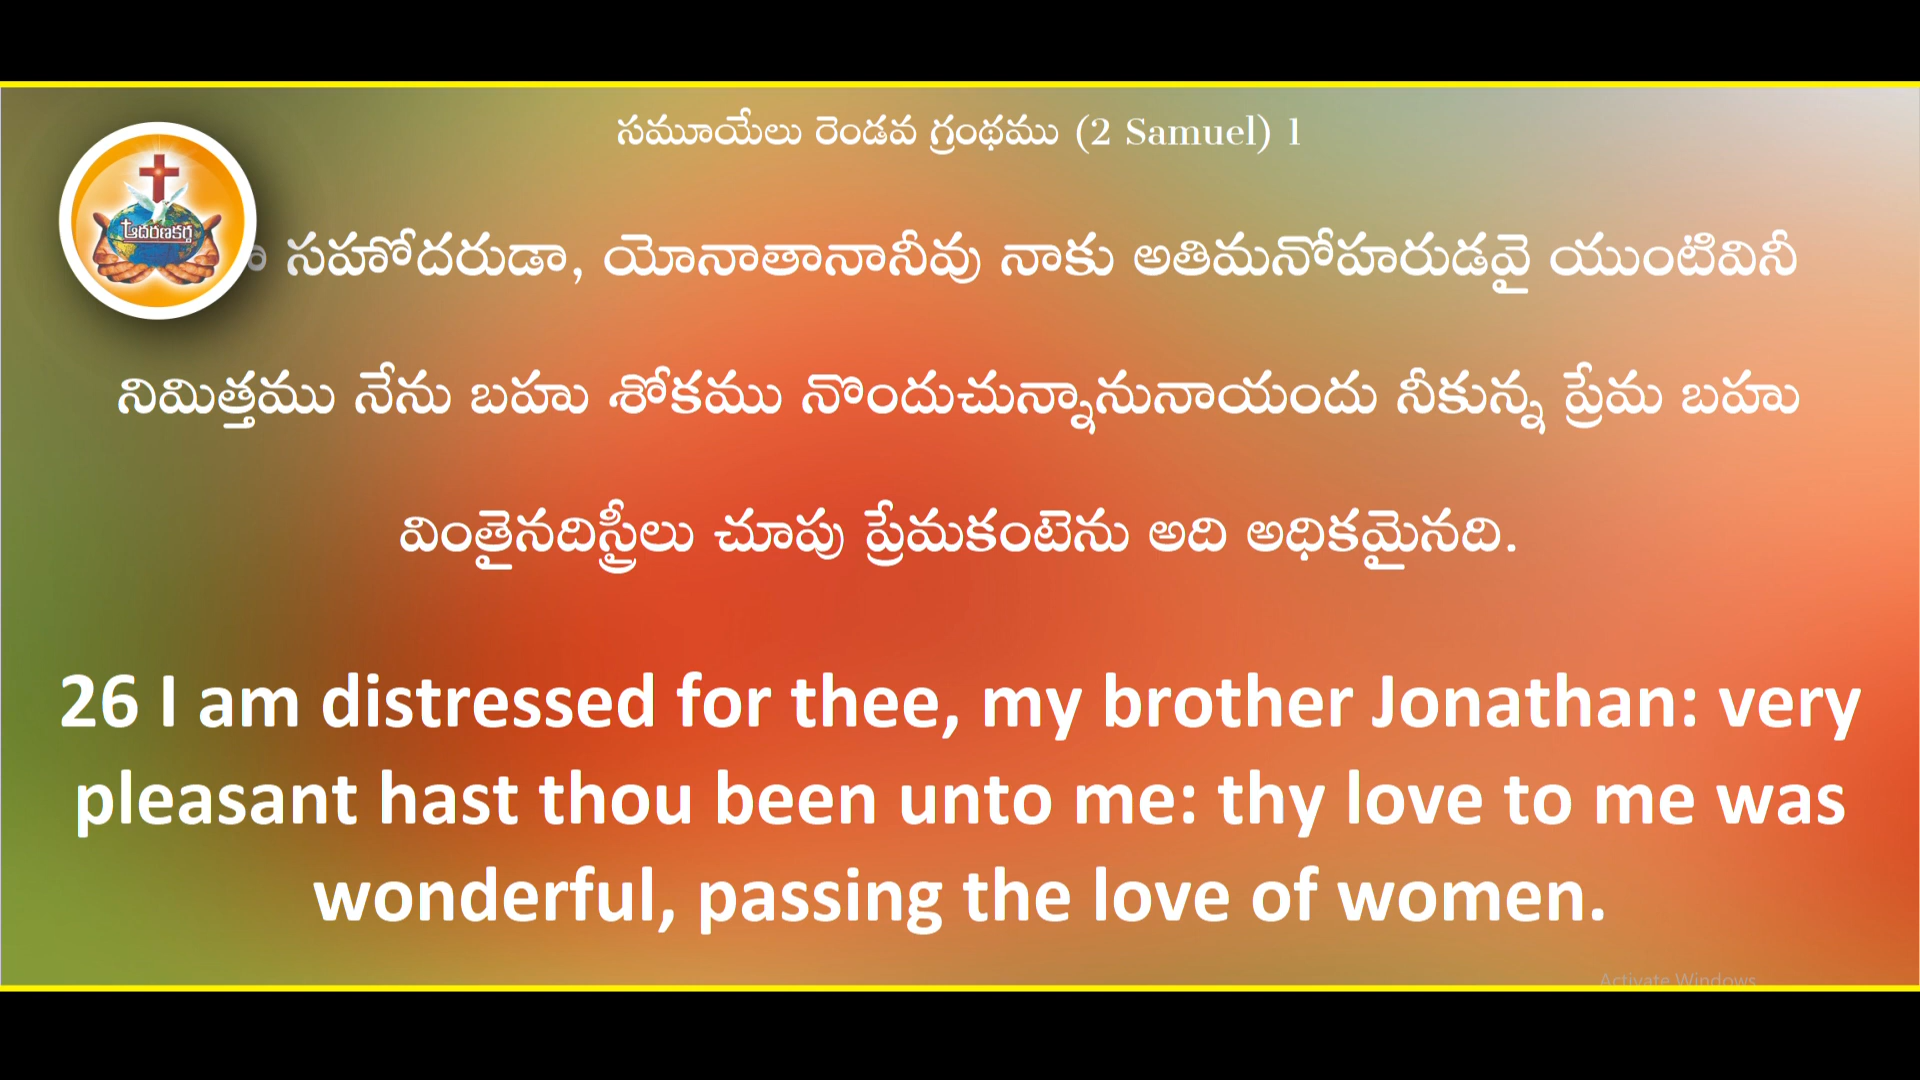 సమూయేలు రెండవ గ్రంథము (2 Samuel) 1
ఆదరణకర్త
సహోదరుడా, యోనాతానానీవు నాకు అతిమనోహరుడవై యుంటివినీ
నిమిత్తము నేను బహు శోకము నొందుచున్నానునాయందు నీకున్న ప్రేమ బహు
వింతైనదిస్త్రీలు చూపు ప్రేమకంటెను అది అధికమైనది.
26 I am distressed for thee, my brother Jonathan: very
pleasant hast thou been unto me: thy love to me was
wonderful, passing the love of women.
Activate Windows